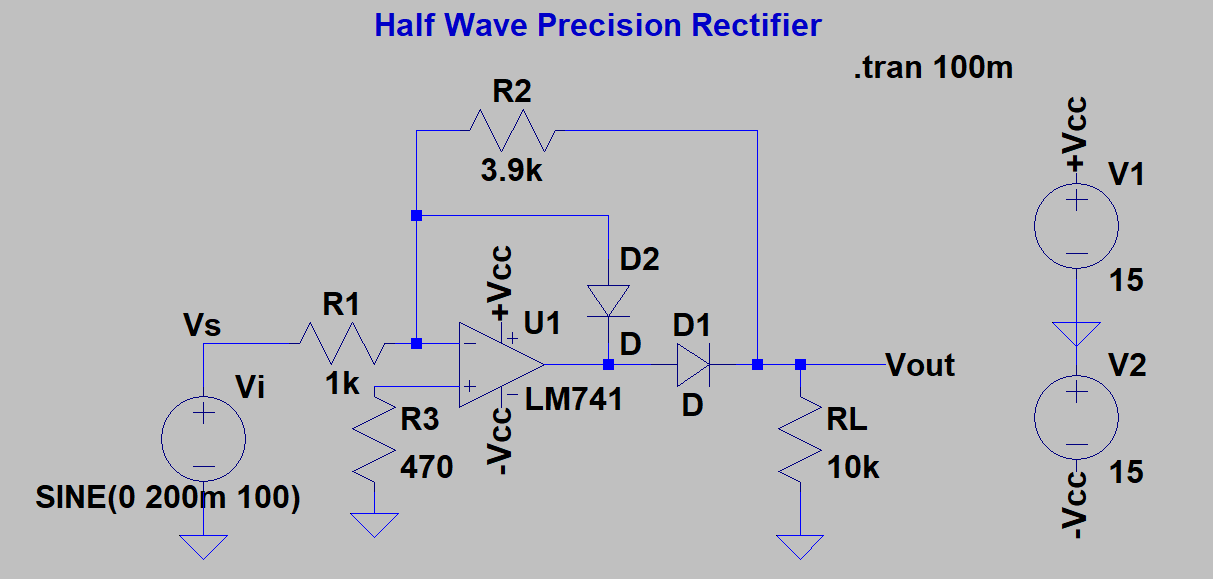 Half Wave Precision Rectifier
.tran 100m
R2
3.9k
+Vcc
V1
15
D2
D
+Vcc
U1
LM741
-Vcc
D1
D
R1
1k
Vs
Vi
SINE(0 200m 100)
R3
470
Vout
RL
10k
V2
15
-Vcc